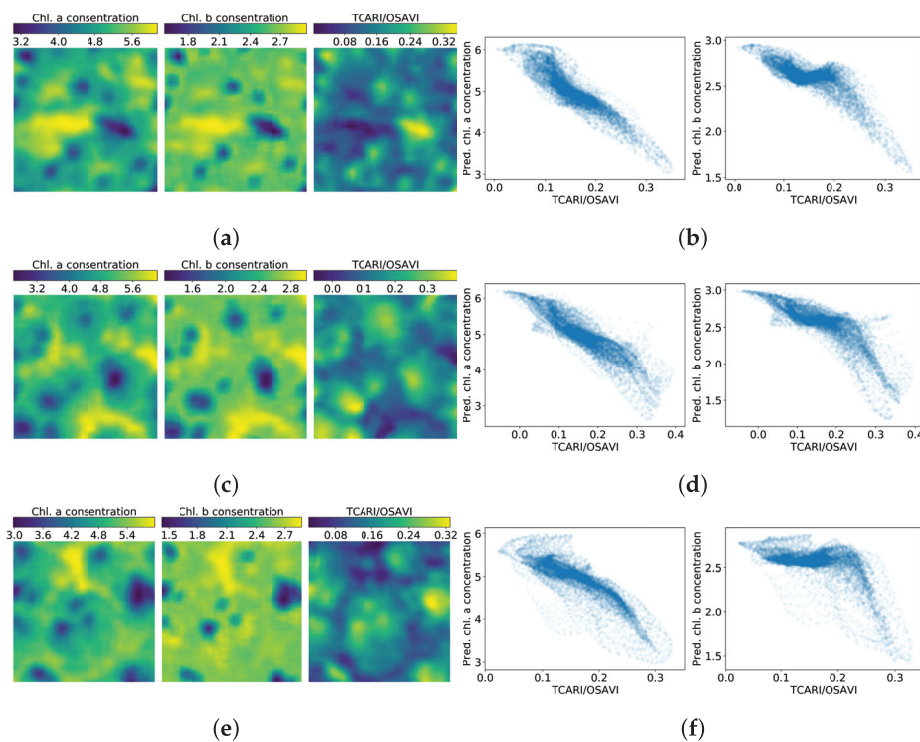 Chl. a consentration Chl. b consentration TCARI/OSAVI
3.2 4.0 4.8 5.6 1.8 2.1 2.4 2.7 0.08 0.16 0.24 0.32
Pred. chl. a concentration
6
5
4
3
0.0 0.1 0.2 0.3
TCARI/OSAVI
Pred. chl. b concentration
3.0
2.5
2.0
1.5
0.0 0.1 0.2 0.3
TCARI/OSAVI
(a) (b)
Chl. a consentration Chl. b consentration TCARI/OSAVI
3.2 4.0 4.8 5.6 1.6 2.0 2.4 2.8 0.0 0.1 0.2 0.3
Pred. chl. a concentration
6
5
4
3
0.0 0.1 0.2 0.3 0.4
TCARI/OSAVI
Pred. chl. b concentration
3.0
2.5
2.0
1.5
0.0 0.1 0.2 0.3 0.4
TCARI/OSAVI
(c) (d)
Chl. a consentration Chl. b consentration TCARI/OSAVI
3.0 3.6 4.2 4.8 5.4 1.5 1.8 2.1 2.4 2.7 0.08 0.16 0.24 0.32
Pred. chl. a concentration
6
5
4
3
0.0 0.1 0.2 0.3
TCARI/OSAVI
Pred. chl. b concentration
2.5
2.0
1.5
0.0 0.1 0.2 0.3
TCARI/OSAVI
(e) (f)